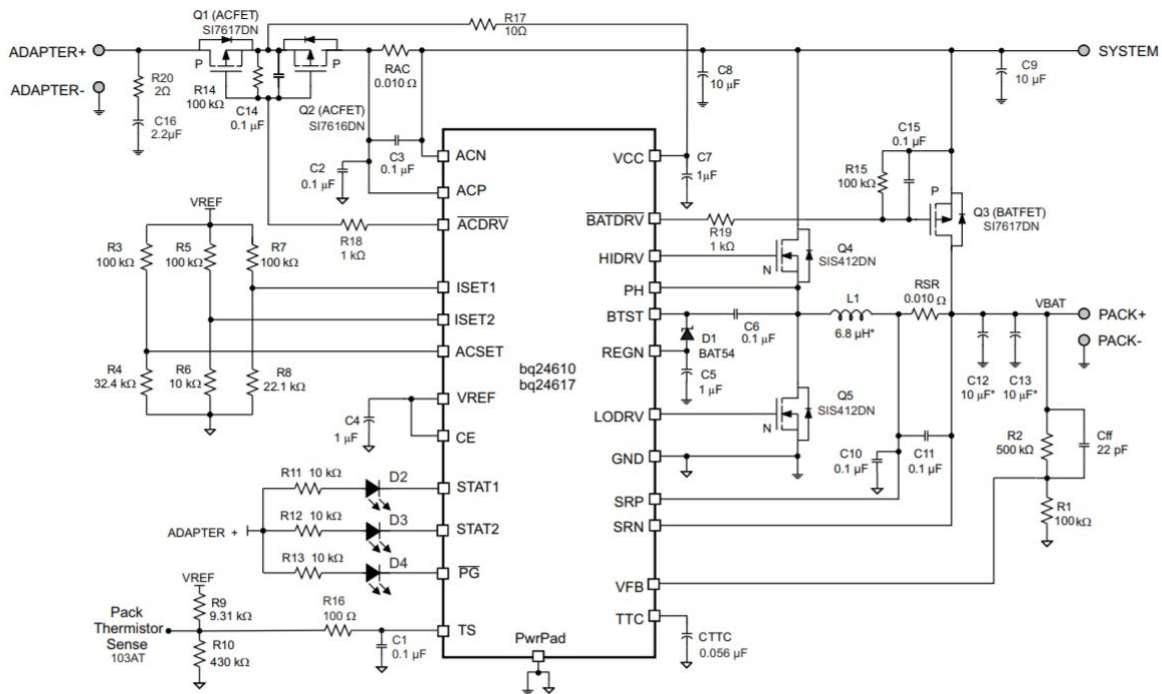 Q1 (ACFET)
SI7617DN
R17
10Ω
ADAPTER+
P
P
RAC
0.010 Ω
SYSTEM
R20
2Ω
C8
10 µF
C9
10 µF
ADAPTER-
R14
100 kΩ
C14
0.1 µF
Q2 (ACFET)
SI7616DN
C16
2.2µF
C15
0.1 µF
C3
0.1 µF
C2
0.1 µF
ACN
VCC
C7
1µF
R15
100 kΩ
P
ACP
Q3 (BATFET)
SI7617DN
VREF
ACDRV
BATDRV
R18
1 kΩ
R19
1 kΩ
R3
100 kΩ
R5
100 kΩ
R7
100 kΩ
Q4
SIS412DN
HIDRV
N
ISET1
PH
L1
6.8 µH*
RSR
0.010 Ω
VBAT
PACK+
ISET2
BTST
C6
0.1 µF
D1
BAT54
PACK-
ACSET
REGN
R4
32.4 kΩ
R6
10 kΩ
R8
22.1 kΩ
bq24610
bq24617
C5
1 µF
C12
10 µF*
C13
10 µF*
VREF
Q5
SIS412DN
C4
1 µF
LODRV
N
CE
R2
500 kΩ
Cff
22 pF
GND
C10
0.1 µF
C11
0.1 µF
R11 10 kΩ
D2
STAT1
SRP
R12 10 kΩ
D3
STAT2
SRN
R1
100kΩ
ADAPTER +
R13 10 kΩ
D4
PG
VREF
VFB
R9
9.31 kΩ
Pack
Thermistor
Sense
103AT
R16
100 Ω
TS
TTC
R10
430 kΩ
C1
0.1 µF
PwrPad
CTTC
0.056 µF